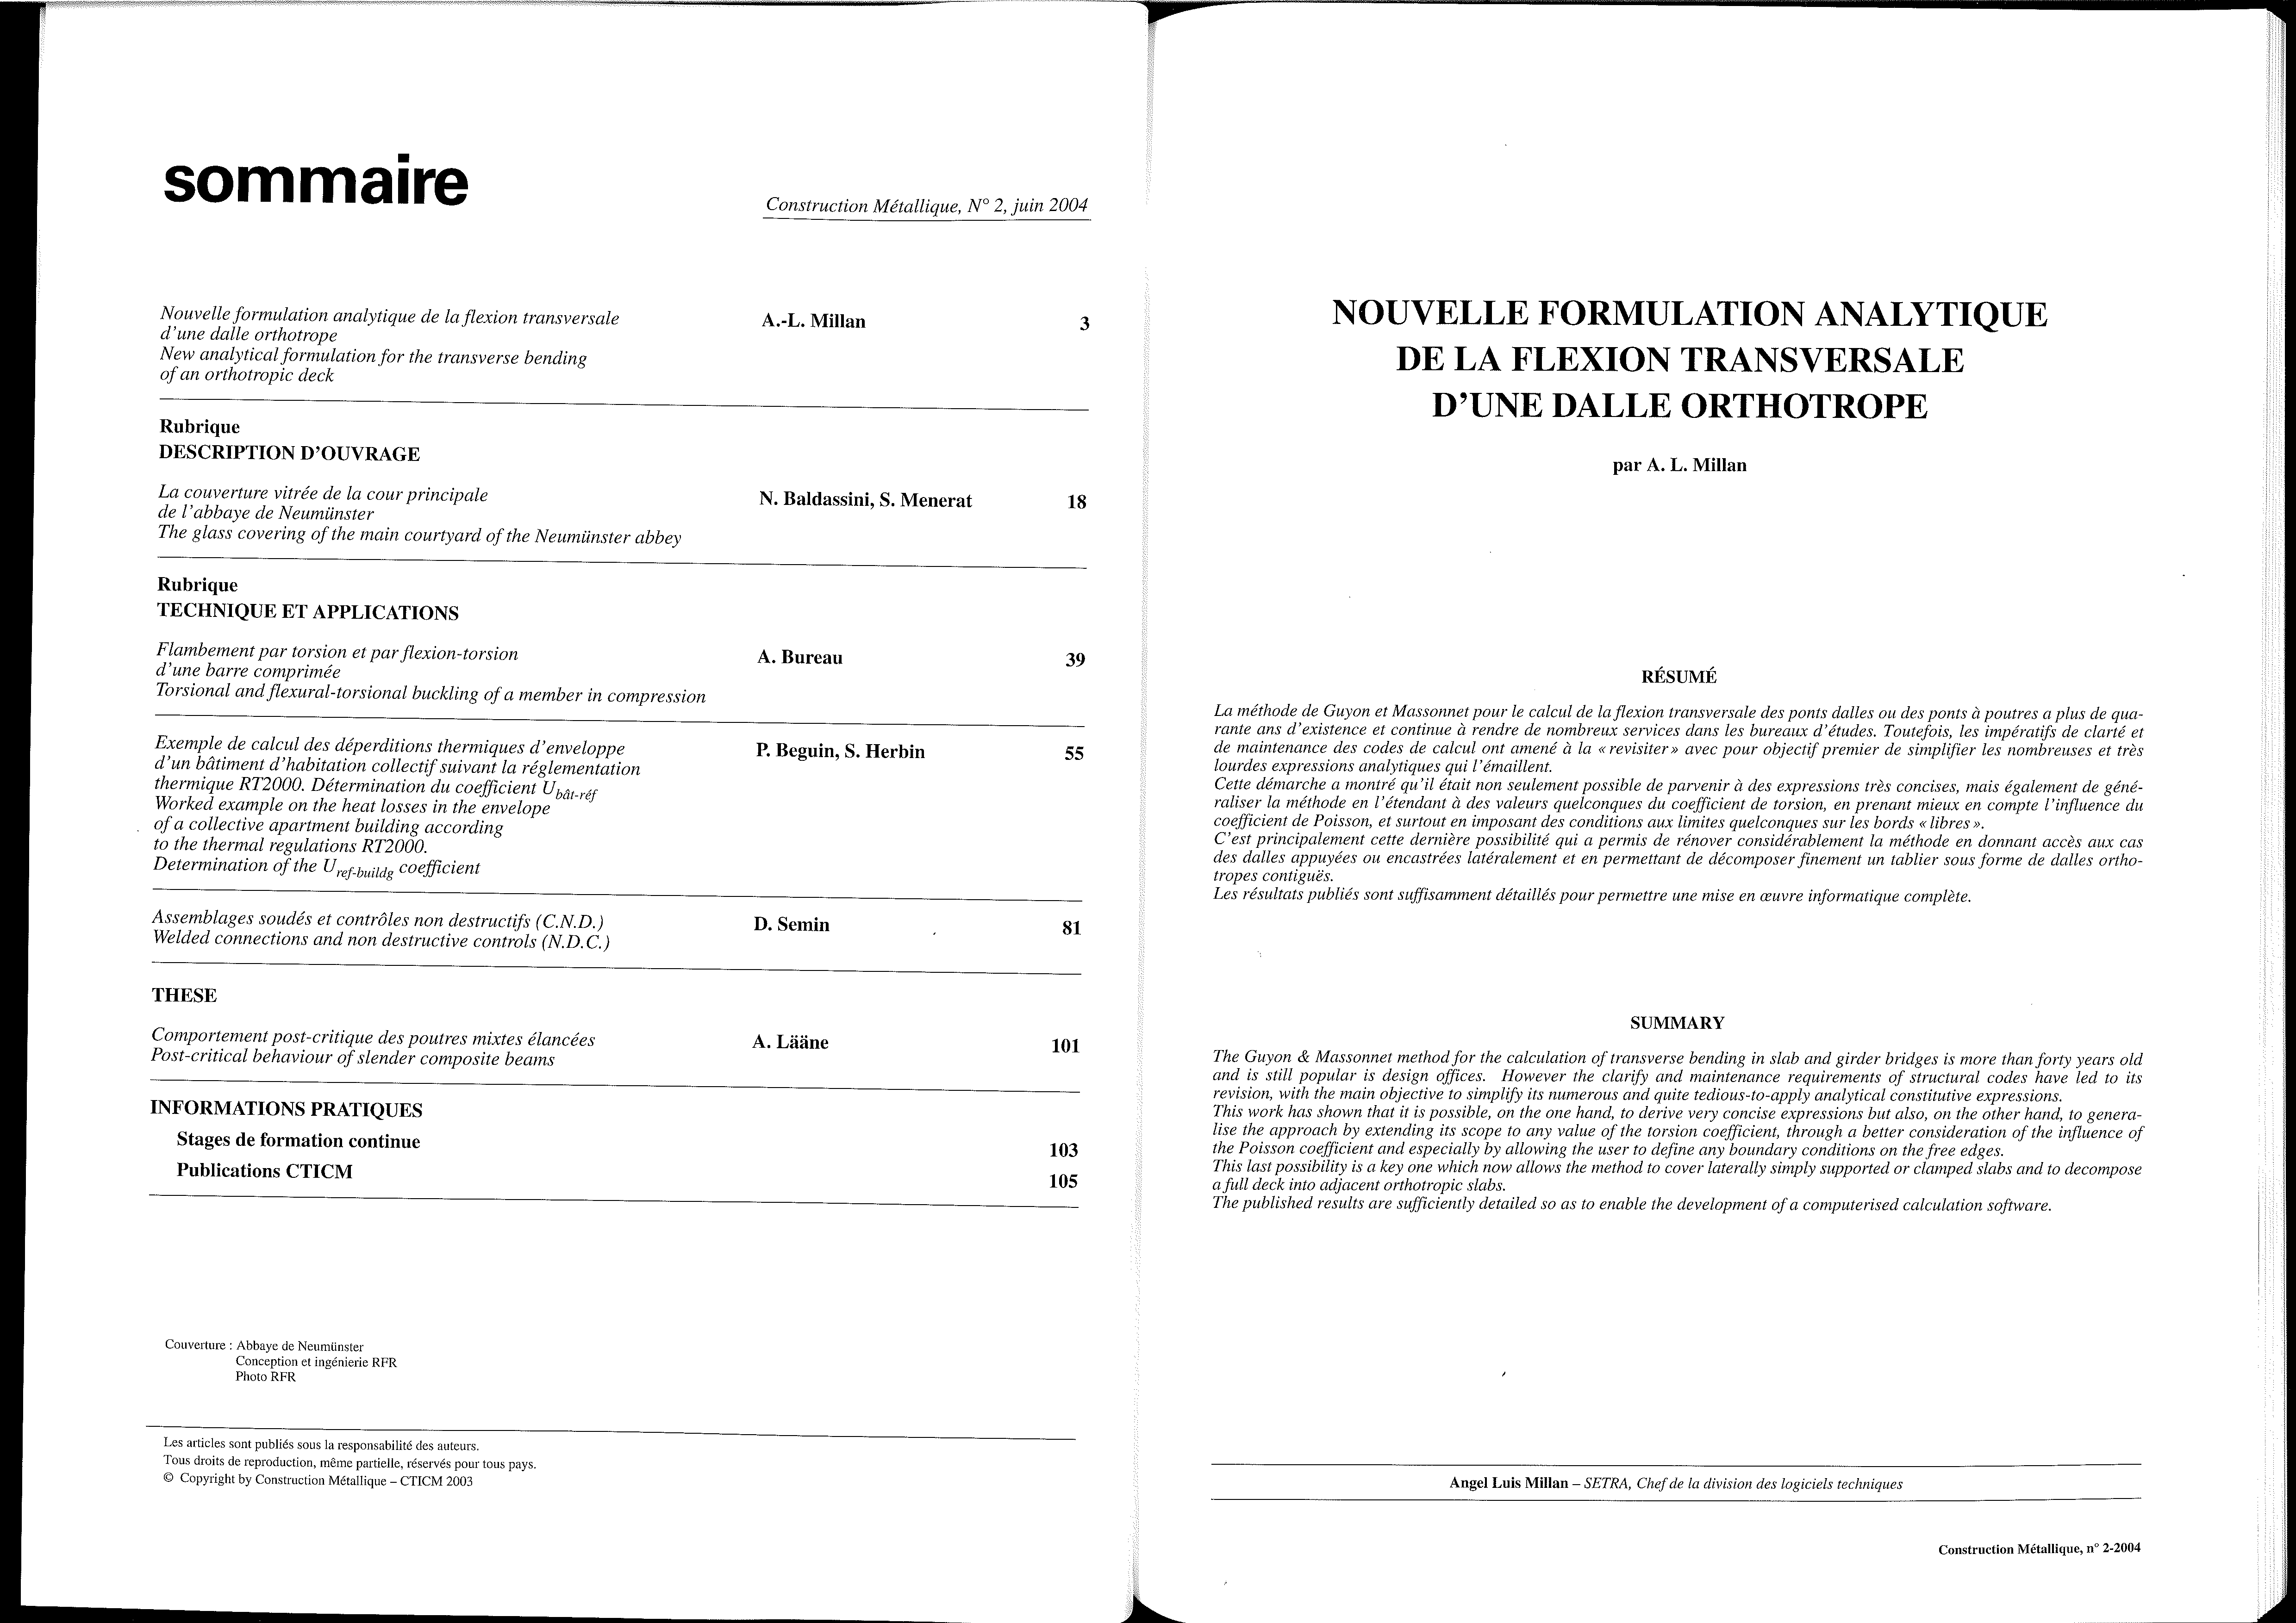 sommaire
Construction Métallique, N° 2, juin 2004
Nouvelle formulation analytique de la flexion transversale
d'une dalle orthotrope
New analytical formulation for the transverse bending
of an orthotropic deck
A.-L. Millan
3
Rubrique
DESCRIPTION D'OUVRAGE
La couverture vitrée de la cour principale
de l'abbaye de Neumünster
The glass covering of the main courtyard of the Neumünster abbey
N. Baldassini, S. Menerat
18
Rubrique
TECHNIQUE ET APPLICATIONS
Flambement par torsion et par flexion-torsion
d'une barre comprimée
Torsional and flexural-torsional buckling of a member in compression
A. Bureau
39
Exemple de calcul des déperditions thermiques d'enveloppe
d'un bâtiment d'habitation collectif suivant la réglementation
thermique RT2000. Détermination du coefficient Ubât-réf
Worked example on the heat losses in the envelope
of a collective apartment building according
to the thermal regulations RT2000.
Determination of the Uref-buildg coefficient
P. Beguin, S. Herbin
55
Assemblages soudés et contrôles non destructifs (C.N.D.)
Welded connections and non destructive controls (N.D.C.)
D. Semin
81
THESE
Comportement post-critique des poutres mixtes élancées
Post-critical behaviour of slender composite beams
A. Lääne
101
INFORMATIONS PRATIQUES
Stages de formation continue
103
Publications CTICM
105
Couverture : Abbaye de Neumünster
Conception et ingénierie RFR
Photo RFR
Les articles sont publiés sous la responsabilité des auteurs.
Tous droits de reproduction, même partielle, réservés pour tous pays.
© Copyright by Construction Métallique – CTICM 2003
NOUVELLE FORMULATION ANALYTIQUE
DE LA FLEXION TRANSVERSALE
D'UNE DALLE ORTHOTROPE
par A. L. Millan
RÉSUMÉ
La méthode de Guyon et Massonnet pour le calcul de la flexion transversale des ponts dalles ou des ponts à poutres a plus de qua-
rante ans d'existence et continue à rendre de nombreux services dans les bureaux d'études. Toutefois, les impératifs de clarté et
de maintenance des codes de calcul ont amené à la « revisiter » avec pour objectif premier de simplifier les nombreuses et très
lourdes expressions analytiques qui l'émaillent.
Cette démarche a montré qu'il était non seulement possible de parvenir à des expressions très concises, mais également de géné-
raliser la méthode en l'étendant à des valeurs quelconques du coefficient de torsion, en prenant mieux en compte l'influence du
coefficient de Poisson, et surtout en imposant des conditions aux limites quelconques sur les bords « libres ».
C'est principalement cette dernière possibilité qui a permis de rénover considérablement la méthode en donnant accès aux cas
des dalles appuyées ou encastrées latéralement et en permettant de décomposer finement un tablier sous forme de dalles ortho-
tropes contiguës.
Les résultats publiés sont suffisamment détaillés pour permettre une mise en œuvre informatique complète.
SUMMARY
The Guyon & Massonnet method for the calculation of transverse bending in slab and girder bridges is more than forty years old
and is still popular is design offices. However the clarify and maintenance requirements of structural codes have led to its
revision, with the main objective to simplify its numerous and quite tedious-to-apply analytical constitutive expressions.
This work has shown that it is possible, on the one hand, to derive very concise expressions but also, on the other hand, to genera-
lise the approach by extending its scope to any value of the torsion coefficient, through a better consideration of the influence of
the Poisson coefficient and especially by allowing the user to define any boundary conditions on the free edges.
This last possibility is a key one which now allows the method to cover laterally simply supported or clamped slabs and to decompose
a full deck into adjacent orthotropic slabs.
The published results are sufficiently detailed so as to enable the development of a computerised calculation software.
Angel Luis Millan – SETRA, Chef de la division des logiciels techniques
Construction Métallique, n° 2-2004